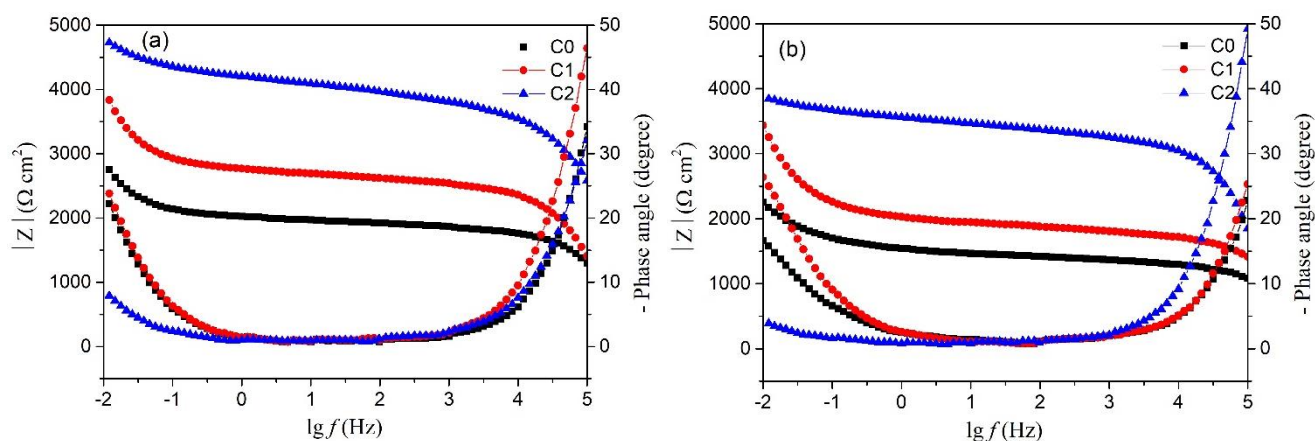 (a)
C0
C1
C2
5000
4000
3000
2000
1000
0
50
40
30
20
10
0
-2 -1 0 1 2 3 4 5
|Z| (Ω cm²)
- Phase angle (degree)
lg f (Hz)
(b)
C0
C1
C2
5000
4000
3000
2000
1000
0
50
40
30
20
10
0
-2 -1 0 1 2 3 4 5
|Z| (Ω cm²)
- Phase angle (degree)
lg f (Hz)